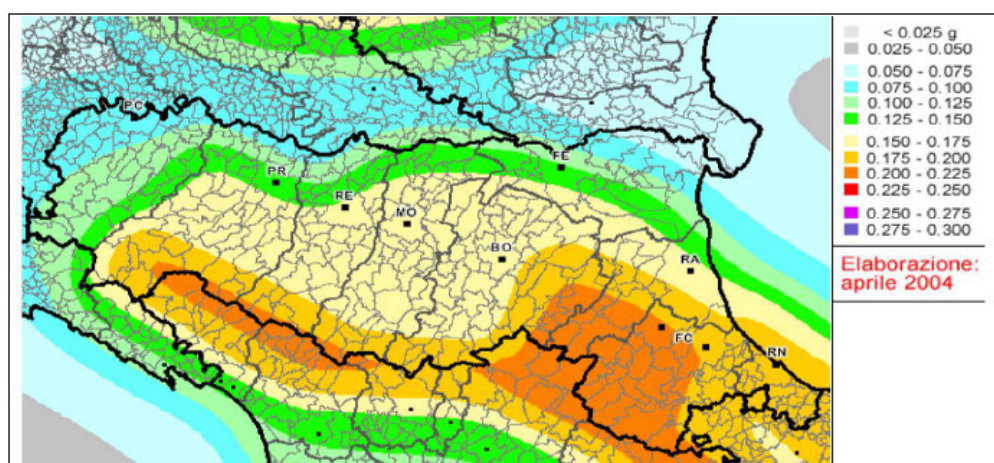 PC
FE
PR
RE
MO
BO
RA
FC
RN
< 0.025 g
0.025 - 0.050
0.050 - 0.075
0.075 - 0.100
0.100 - 0.125
0.125 - 0.150
0.150 - 0.175
0.175 - 0.200
0.200 - 0.225
0.225 - 0.250
0.250 - 0.275
0.275 - 0.300
Elaborazione:
aprile 2004